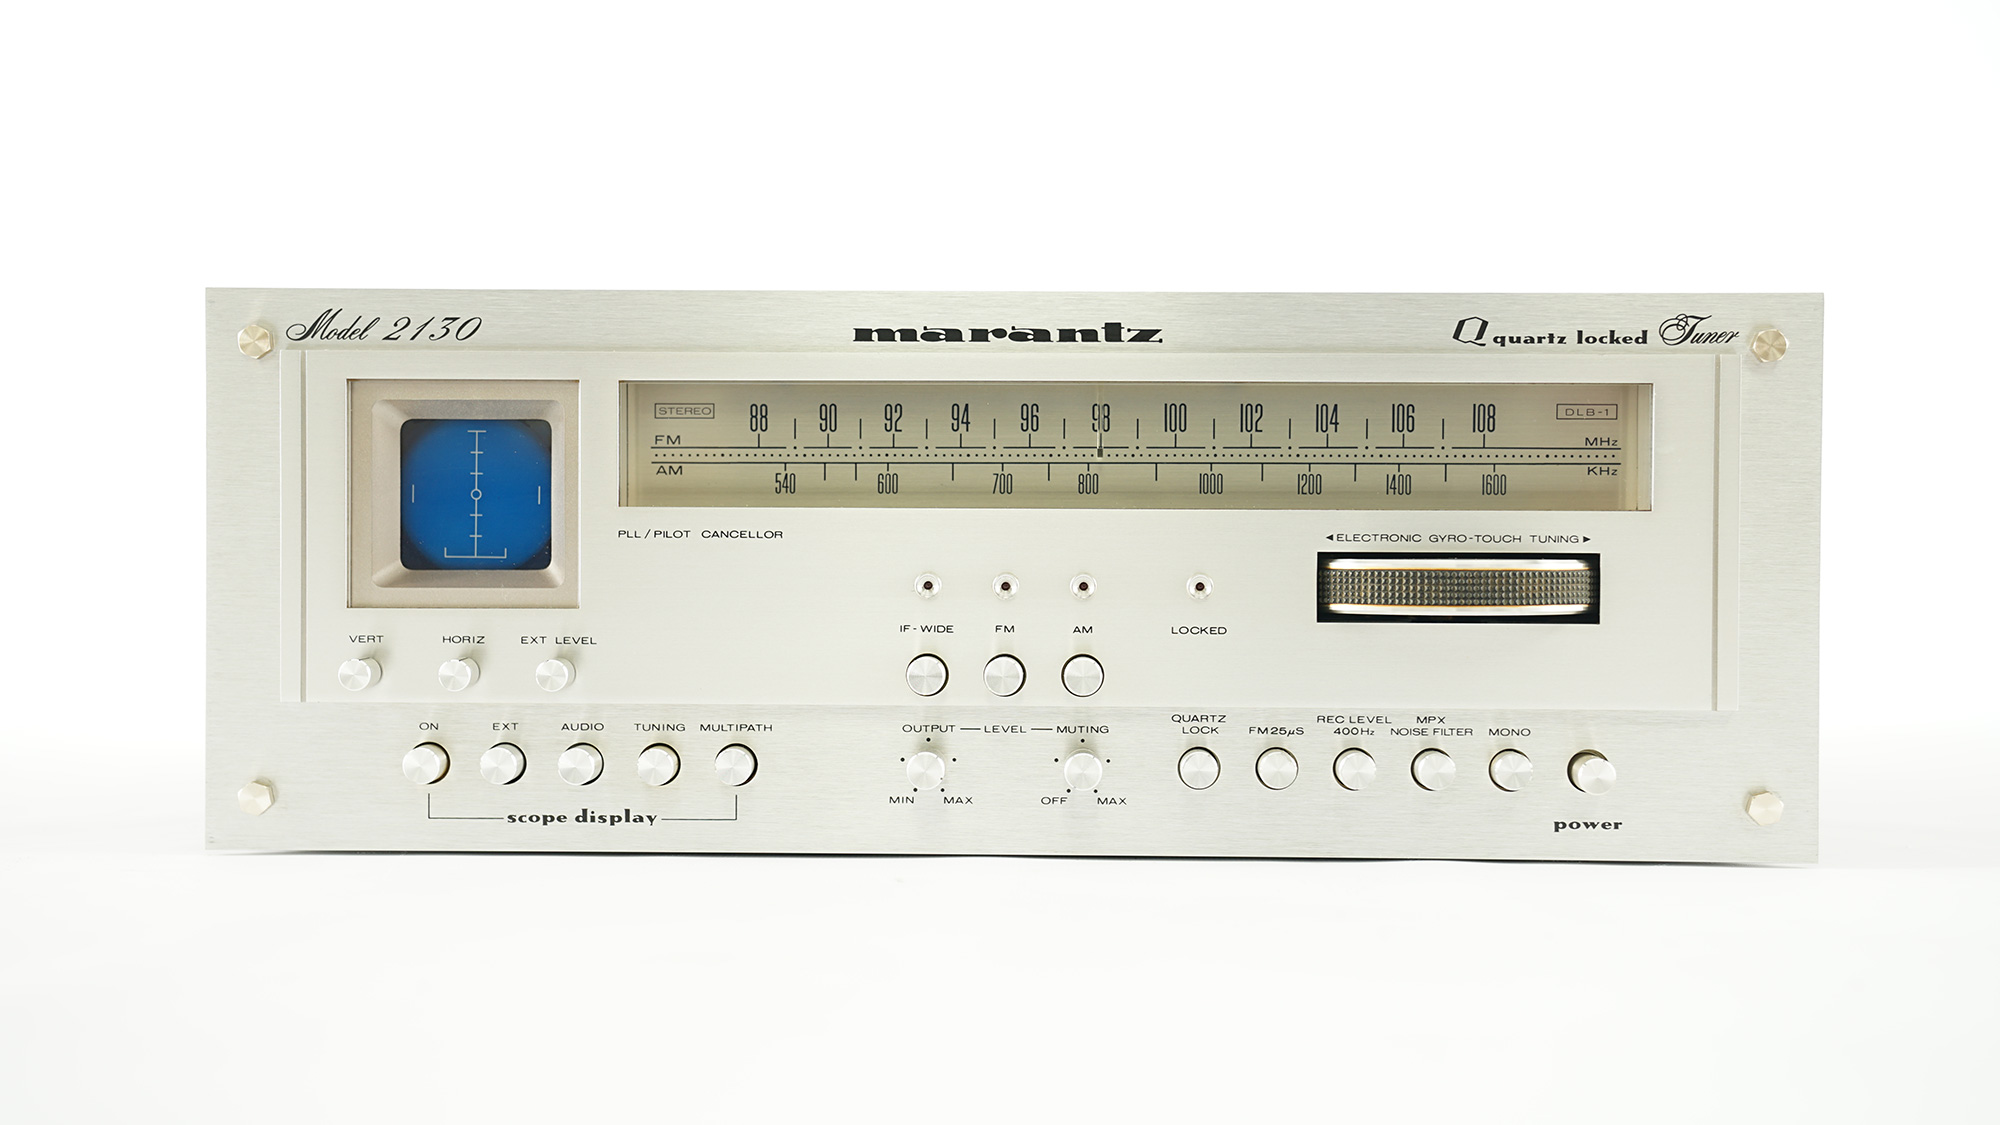 Model 2130
marantz
Q quartz locked Tuner
STEREO 88 90 92 94 96 98 100 102 104 106 108 DLB-1
FM MHz
AM KHz
540 600 700 800 1000 1200 1400 1600
PLL/PILOT CANCELLOR
◄ELECTRONIC GYRO-TOUCH TUNING►
IF-WIDE FM AM LOCKED
VERT HORIZ EXT LEVEL
ON EXT AUDIO TUNING MULTIPATH
scope display
OUTPUT — LEVEL — MUTING
MIN MAX OFF MAX
QUARTZ LOCK
FM 25µS
REC LEVEL 400Hz
MPX NOISE FILTER
MONO
power